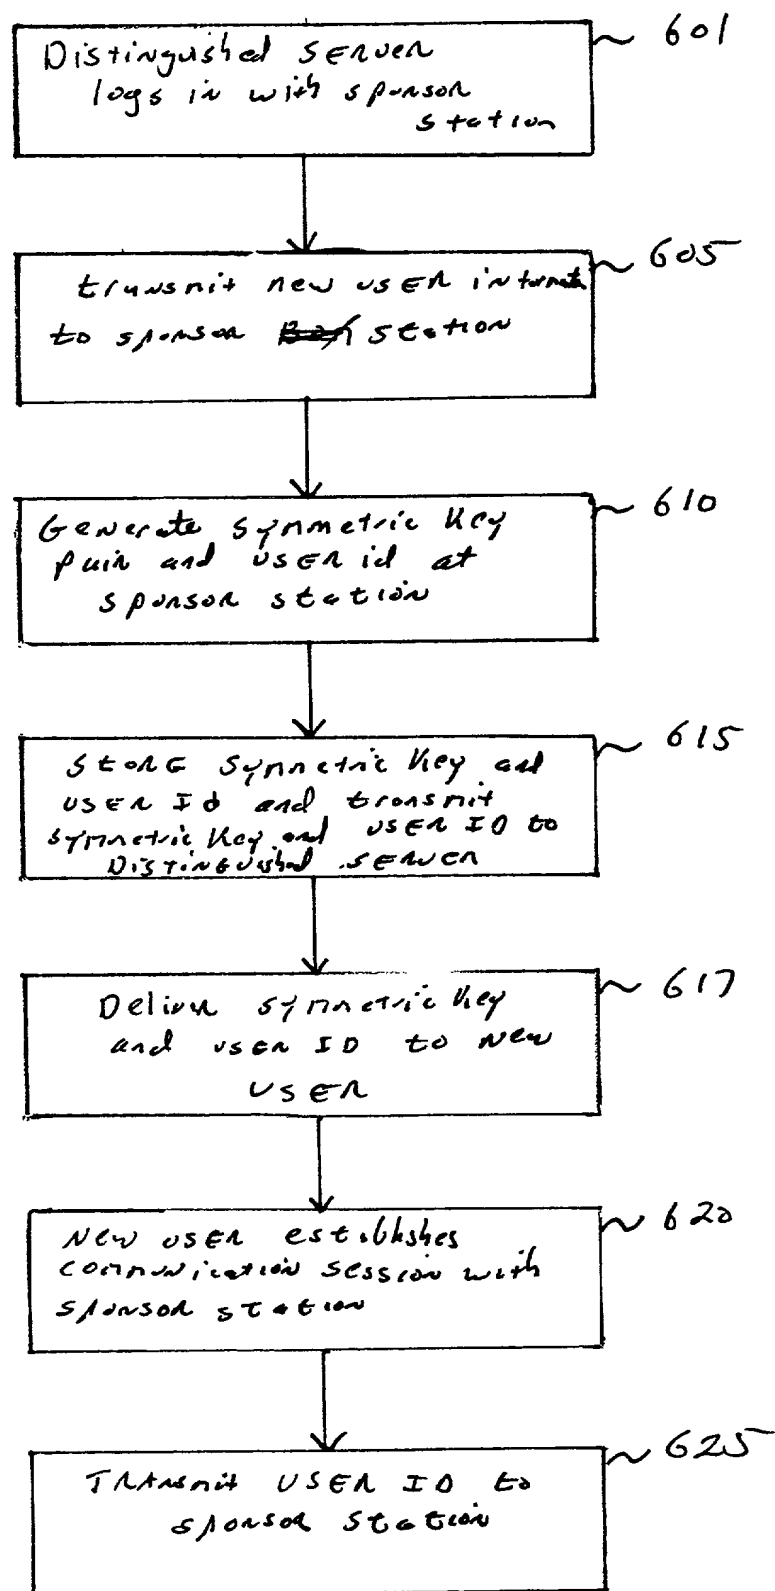 Distinguished SERVER
logs in with sponsor
station
601
transmit new USER informat
to sponsor station
605
Generate symmetric key
pair and USER id at
sponsor station
610
STORE symmetric key and
USER Id and transmit
symmetric key and USER ID to
DISTINGUISHED SERVER
615
Deliver symmetric key
and USER ID to New
USER
617
New USER establishes
communication session with
sponsor station
620
TRANSMIT USER ID to
sponsor station
625